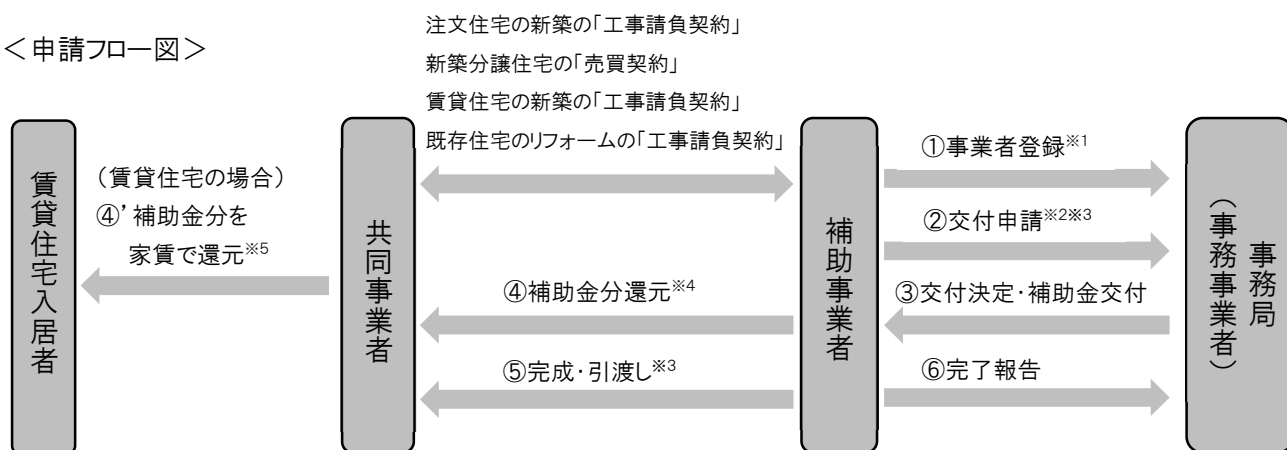 ＜申請フロー図＞
注文住宅の新築の「工事請負契約」
新築分譲住宅の「売買契約」
賃貸住宅の新築の「工事請負契約」
既存住宅のリフォームの「工事請負契約」
賃貸住宅入居者
（賃貸住宅の場合）
④’補助金分を
家賃で還元※5
共同事業者
④補助金分還元※4
⑤完成・引渡し※3
補助事業者
①事業者登録※1
②交付申請※2※3
③交付決定・補助金交付
⑥完了報告
事務局
（事務事業者）